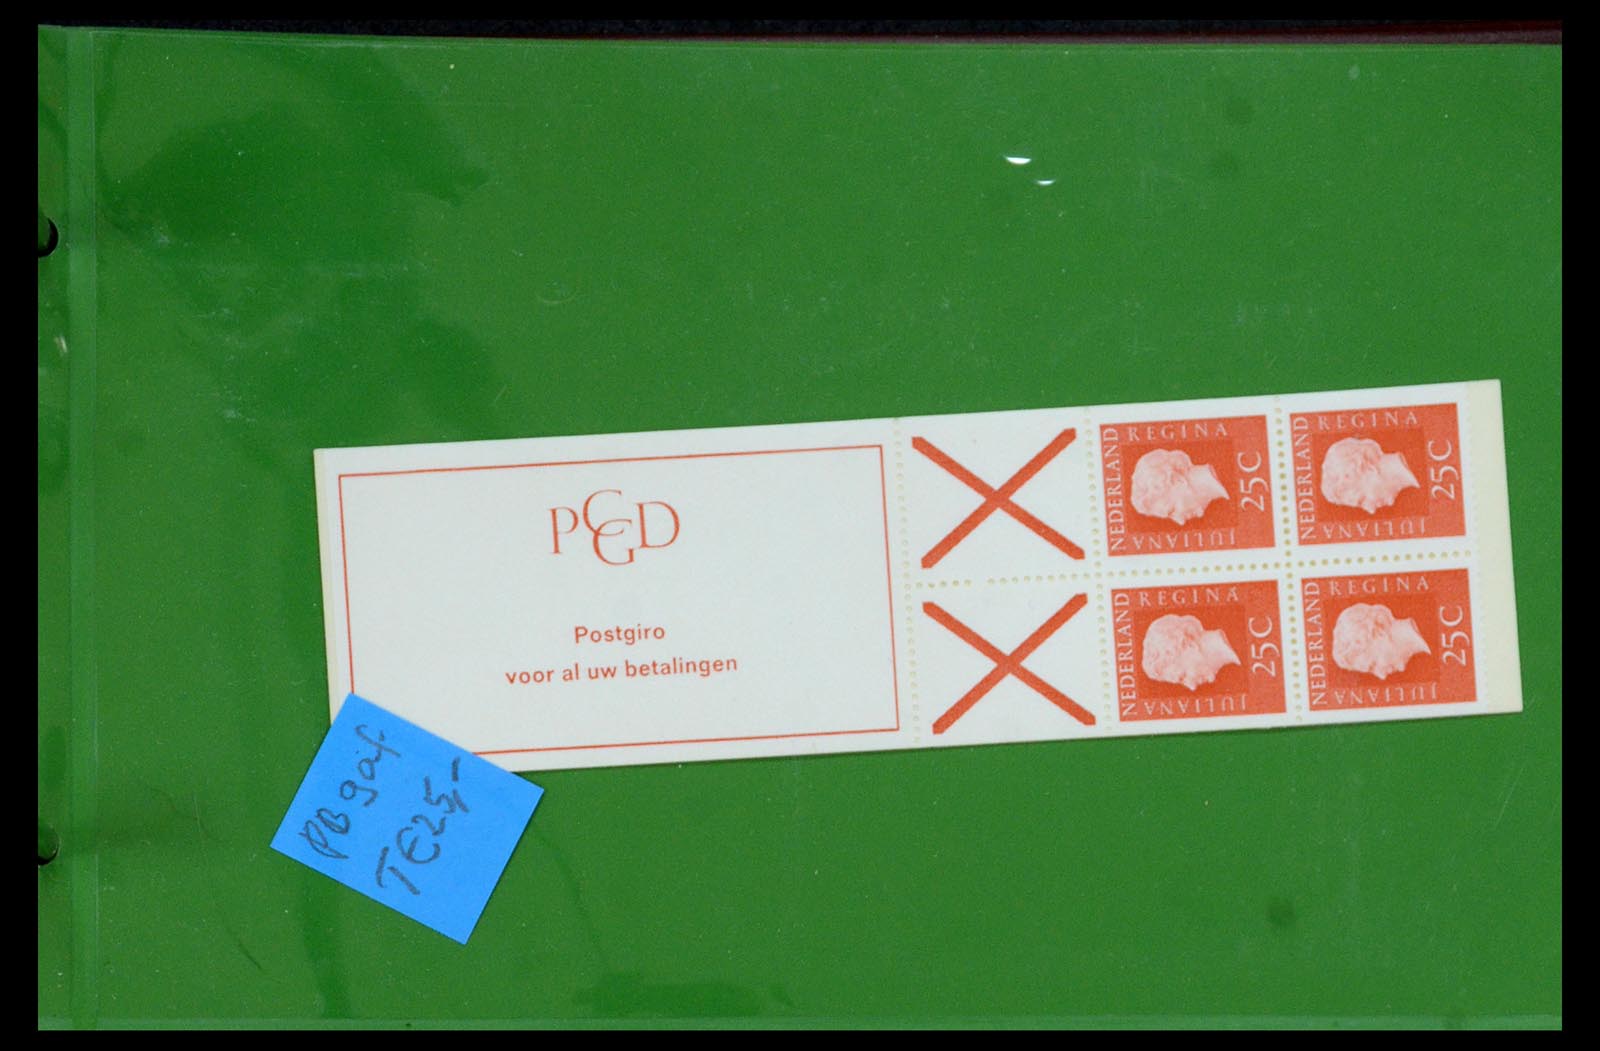 PCGD
Postgiro
voor al uw betalingen
NEDERLAND REGINA 25C JULIANA
NEDERLAND REGINA 25C JULIANA
NEDERLAND REGINA 25C JULIANA
NEDERLAND REGINA 25C JULIANA
PB 9af
T€25,-